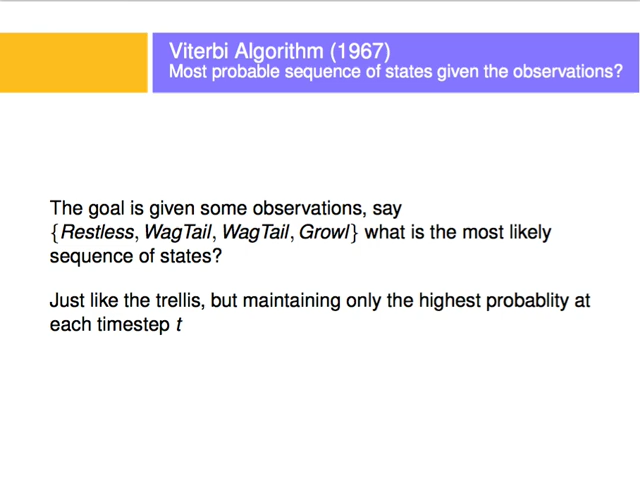 Viterbi Algorithm (1967)
Most probable sequence of states given the observations?
The goal is given some observations, say
{Restless, WagTail, WagTail, Growl} what is the most likely
sequence of states?
Just like the trellis, but maintaining only the highest probablity at
each timestep t